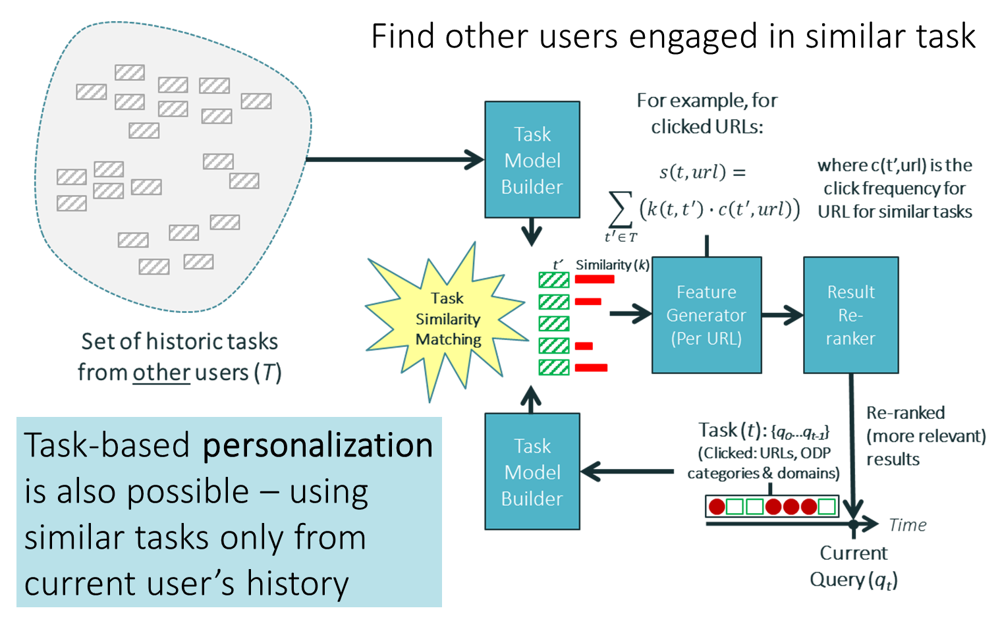 Find other users engaged in similar task
Task
Model
Builder
For example, for
clicked URLs:
s(t, url) =
∑ (k(t, t′) · c(t′, url))
t′∈T
where c(t’,url) is the
click frequency for
URL for similar tasks
Set of historic tasks
from other users (T)
Task
Similarity
Matching
t’ Similarity (k)
Feature
Generator
(Per URL)
Result
Re-
ranker
Task-based personalization
is also possible – using
similar tasks only from
current user’s history
Task
Model
Builder
Task (t): {q0...qt-1}
(Clicked: URLs, ODP
categories & domains)
Re-ranked
(more relevant)
results
Time
Current
Query (qt)